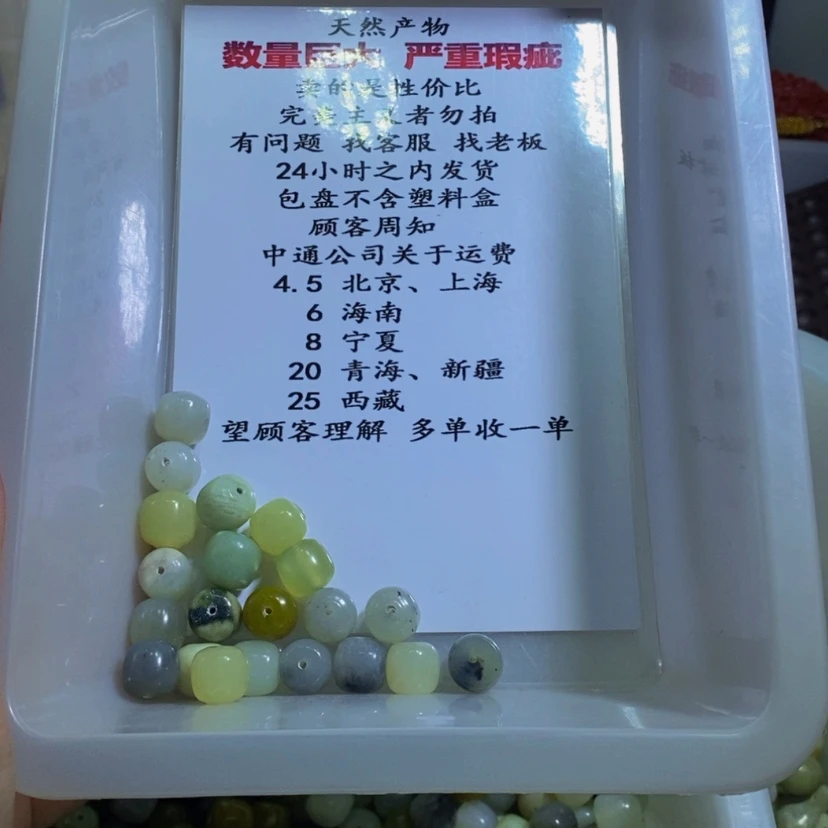 天然产物
数量巨大 严重瑕疵
卖的是性价比
完美主义者勿拍
有问题 找客服 找老板
24小时之内发货
包盘不含塑料盒
顾客周知
中通公司关于运费
4.5 北京、上海
6 海南
8 宁夏
20 青海、新疆
25 西藏
望顾客理解 多单收一单